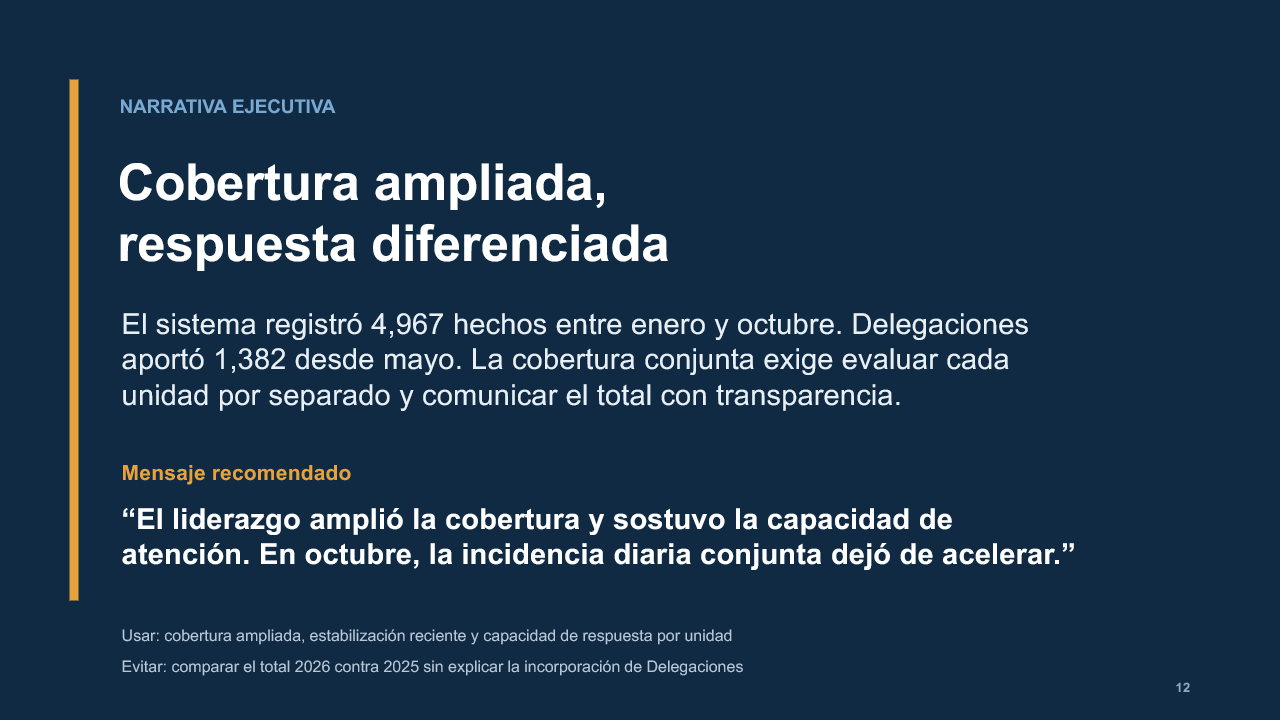 NARRATIVA EJECUTIVA
Cobertura ampliada,
respuesta diferenciada
El sistema registró 4,967 hechos entre enero y octubre. Delegaciones
aportó 1,382 desde mayo. La cobertura conjunta exige evaluar cada
unidad por separado y comunicar el total con transparencia.
Mensaje recomendado
“El liderazgo amplió la cobertura y sostuvo la capacidad de
atención. En octubre, la incidencia diaria conjunta dejó de acelerar.”
Usar: cobertura ampliada, estabilización reciente y capacidad de respuesta por unidad
Evitar: comparar el total 2026 contra 2025 sin explicar la incorporación de Delegaciones
12